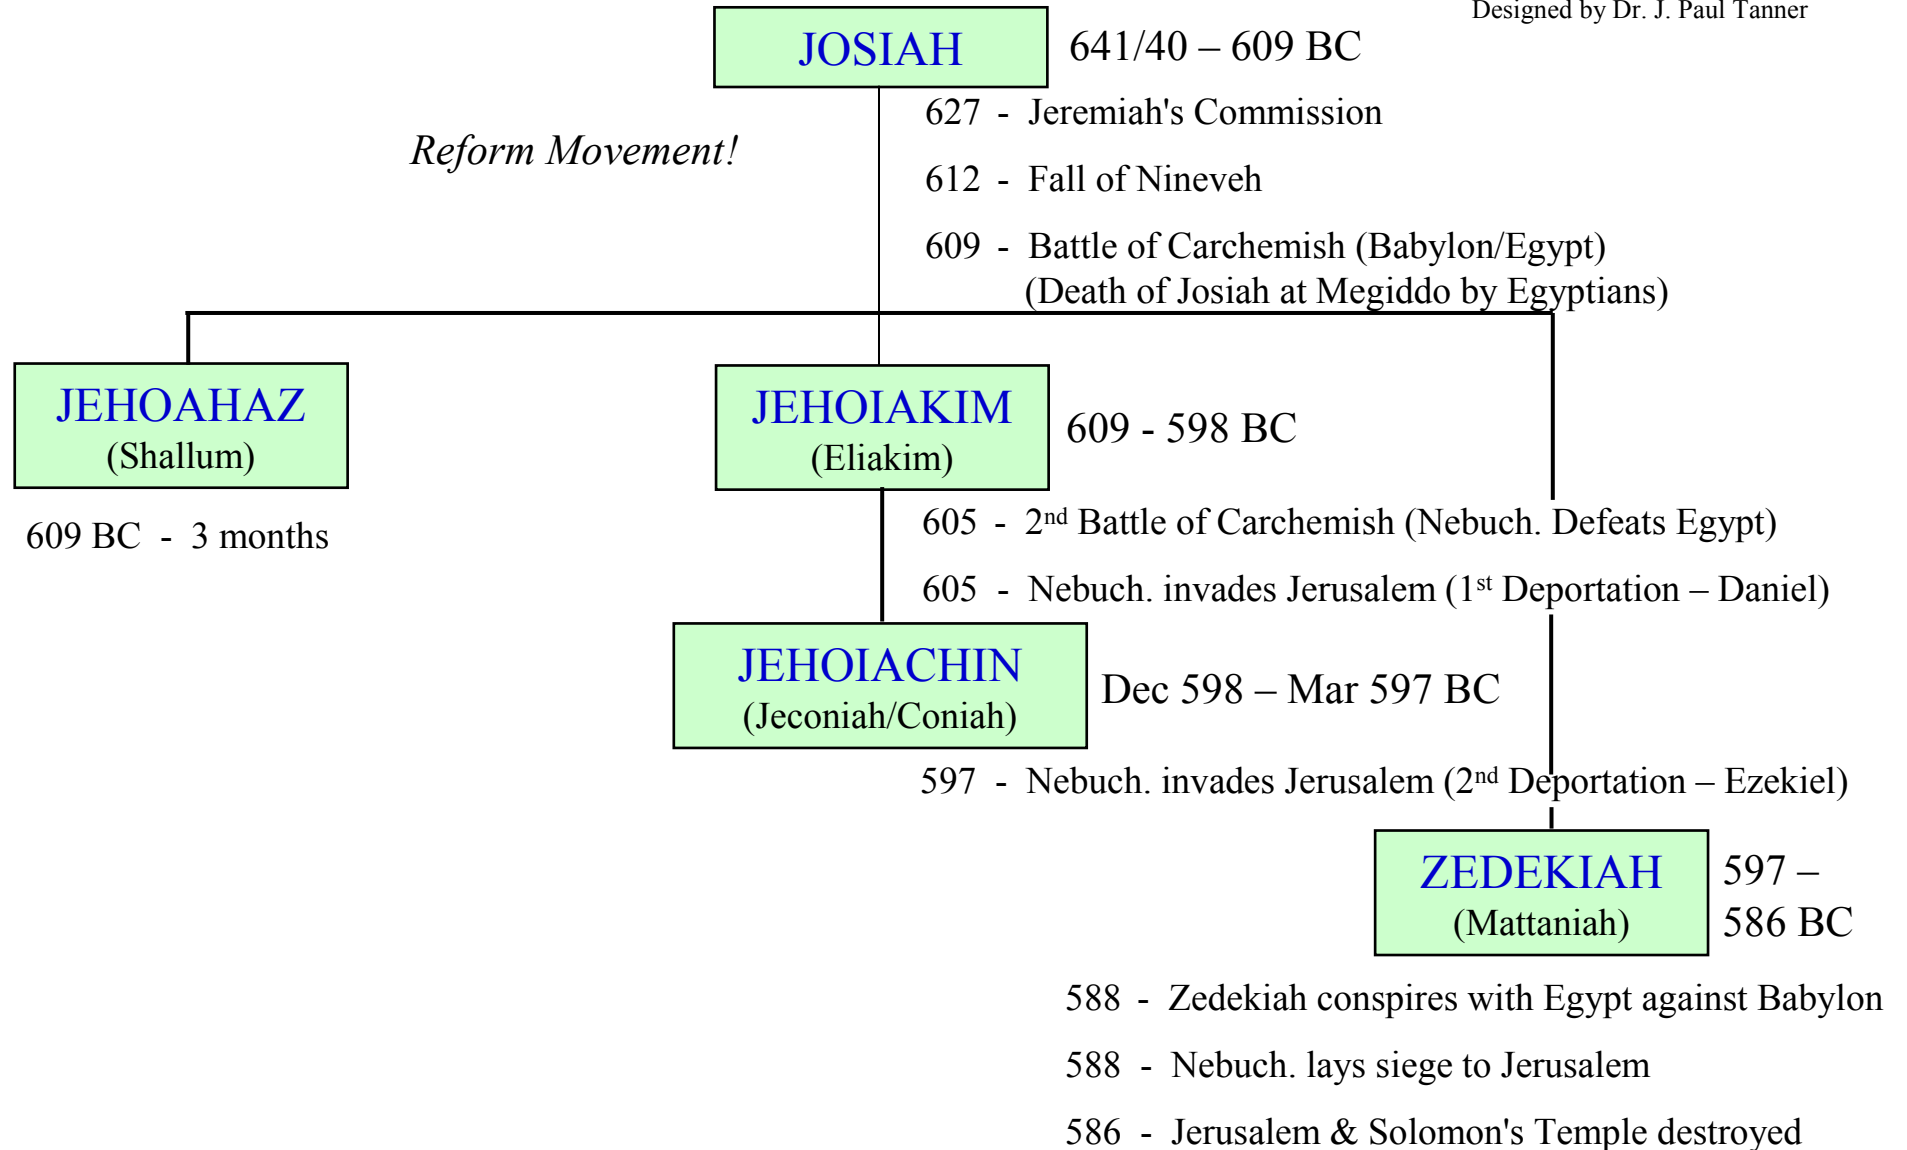 Designed by Dr. J. Paul Tanner
JOSIAH
641/40 – 609 BC
627 - Jeremiah's Commission
Reform Movement!
612 - Fall of Nineveh
609 - Battle of Carchemish (Babylon/Egypt)
(Death of Josiah at Megiddo by Egyptians)
JEHOAHAZ
(Shallum)
609 BC - 3 months
JEHOIAKIM
(Eliakim)
609 - 598 BC
605 - 2nd Battle of Carchemish (Nebuch. Defeats Egypt)
605 - Nebuch. invades Jerusalem (1st Deportation – Daniel)
JEHOIACHIN
(Jeconiah/Coniah)
Dec 598 – Mar 597 BC
597 - Nebuch. invades Jerusalem (2nd Deportation – Ezekiel)
ZEDEKIAH
(Mattaniah)
597 –
586 BC
588 - Zedekiah conspires with Egypt against Babylon
588 - Nebuch. lays siege to Jerusalem
586 - Jerusalem & Solomon's Temple destroyed